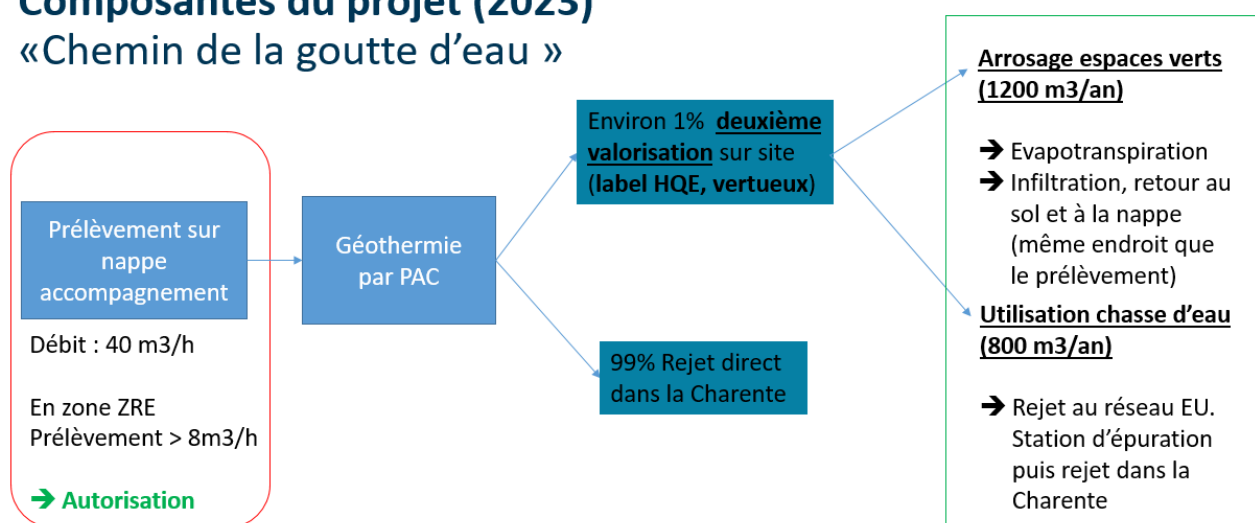 Composantes du projet (2023)
«Chemin de la goutte d'eau »
Prélèvement sur
nappe
accompagnement
Débit : 40 m3/h
En zone ZRE
Prélèvement > 8m3/h
➔ Autorisation
Géothermie
par PAC
Environ 1% deuxième
valorisation sur site
(label HQE, vertueux)
99% Rejet direct
dans la Charente
Arrosage espaces verts
(1200 m3/an)
➔ Evapotranspiration
➔ Infiltration, retour au
sol et à la nappe
(même endroit que
le prélèvement)
Utilisation chasse d'eau
(800 m3/an)
➔ Rejet au réseau EU.
Station d'épuration
puis rejet dans la
Charente